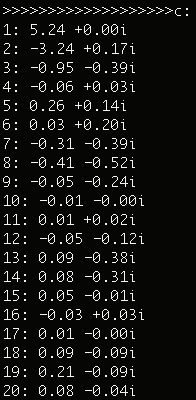 >>>>>>>>>>>>>>>>>>>c:
1: 5.24 +0.00i
2: -3.24 +0.17i
3: -0.95 -0.39i
4: -0.06 +0.03i
5: 0.26 +0.14i
6: 0.03 +0.20i
7: -0.31 -0.39i
8: -0.41 -0.52i
9: -0.05 -0.24i
10: -0.01 -0.00i
11: 0.01 +0.02i
12: -0.05 -0.12i
13: 0.09 -0.38i
14: 0.08 -0.31i
15: 0.05 -0.01i
16: -0.03 +0.03i
17: 0.01 -0.00i
18: 0.09 -0.09i
19: 0.21 -0.09i
20: 0.08 -0.04i